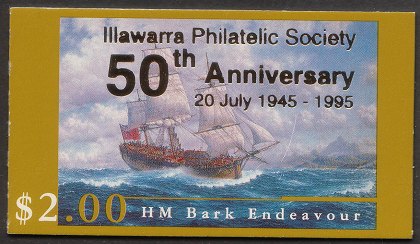 Illawarra Philatelic Society
50th Anniversary
20 July 1945 - 1995
$2.00 HM Bark Endeavour